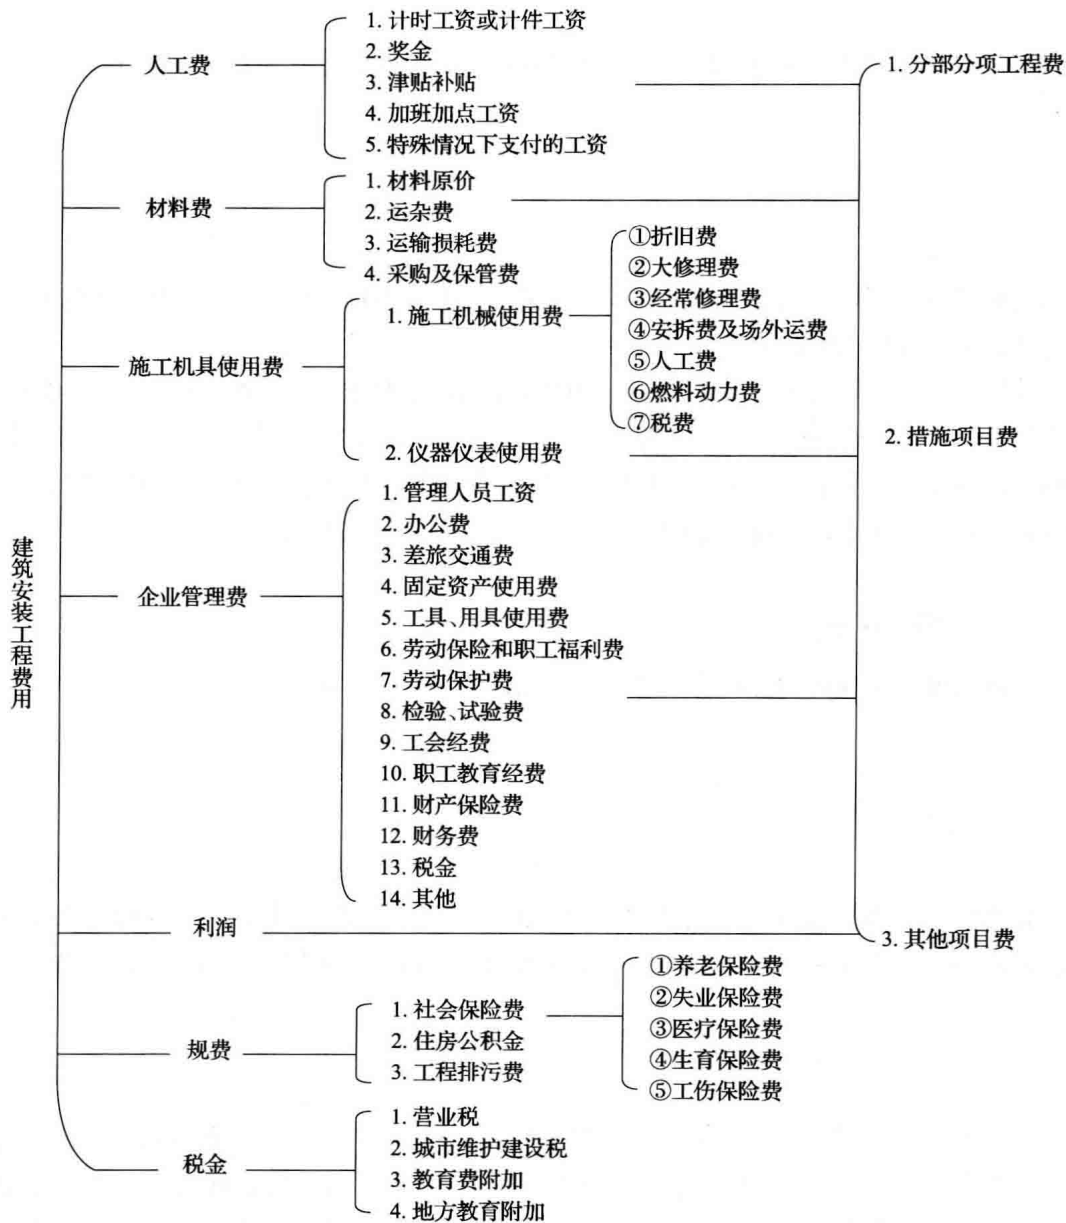 建筑安装工程费用
人工费
1. 计时工资或计件工资
2. 奖金
3. 津贴补贴
4. 加班加点工资
5. 特殊情况下支付的工资
材料费
1. 材料原价
2. 运杂费
3. 运输损耗费
4. 采购及保管费
施工机具使用费
1. 施工机械使用费
①折旧费
②大修理费
③经常修理费
④安拆费及场外运费
⑤人工费
⑥燃料动力费
⑦税费
2. 仪器仪表使用费
企业管理费
1. 管理人员工资
2. 办公费
3. 差旅交通费
4. 固定资产使用费
5. 工具、用具使用费
6. 劳动保险和职工福利费
7. 劳动保护费
8. 检验、试验费
9. 工会经费
10. 职工教育经费
11. 财产保险费
12. 财务费
13. 税金
14. 其他
利润
规费
1. 社会保险费
①养老保险费
②失业保险费
③医疗保险费
④生育保险费
⑤工伤保险费
2. 住房公积金
3. 工程排污费
税金
1. 营业税
2. 城市维护建设税
3. 教育费附加
4. 地方教育附加
1. 分部分项工程费
2. 措施项目费
3. 其他项目费